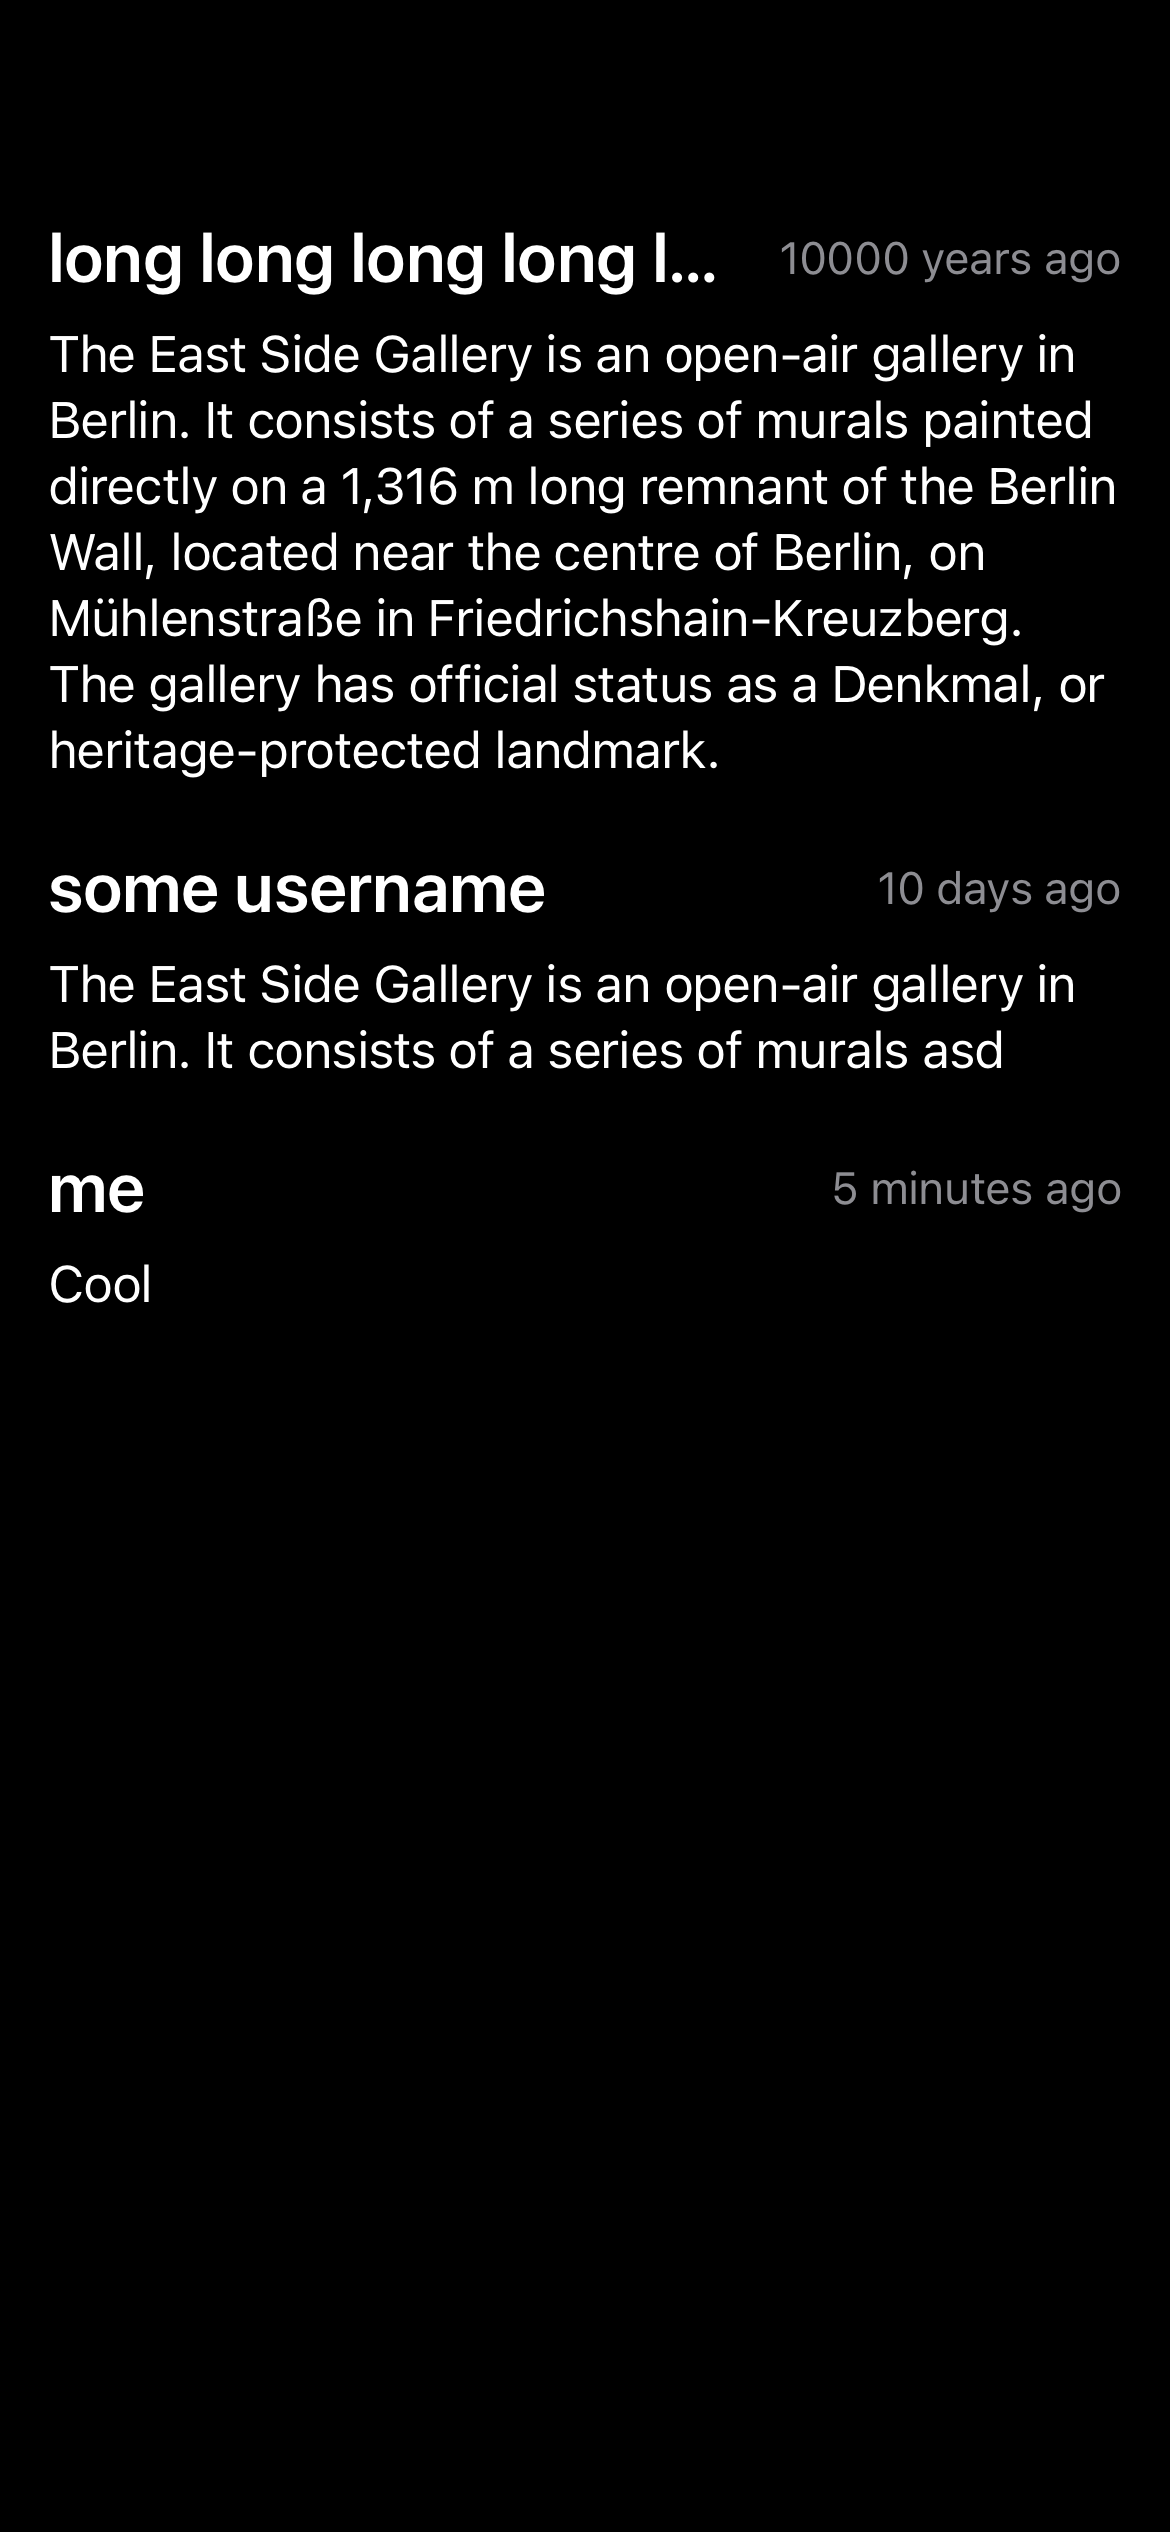 long long long long l...
10000 years ago
The East Side Gallery is an open-air gallery in
Berlin. It consists of a series of murals painted
directly on a 1,316 m long remnant of the Berlin
Wall, located near the centre of Berlin, on
Mühlenstraße in Friedrichshain-Kreuzberg.
The gallery has official status as a Denkmal, or
heritage-protected landmark.
some username
10 days ago
The East Side Gallery is an open-air gallery in
Berlin. It consists of a series of murals asd
me
5 minutes ago
Cool